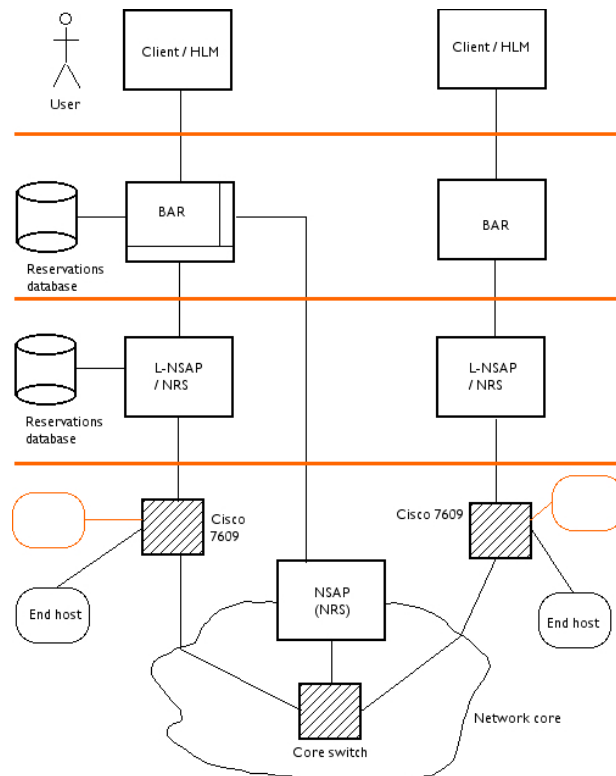 Client / HLM
Client / HLM
User
BAR
BAR
Reservations
database
L-NSAP
/ NRS
L-NSAP
/ NRS
Reservations
database
Cisco
7609
Cisco 7609
End host
NSAP
(NRS)
End host
Network core
Core switch